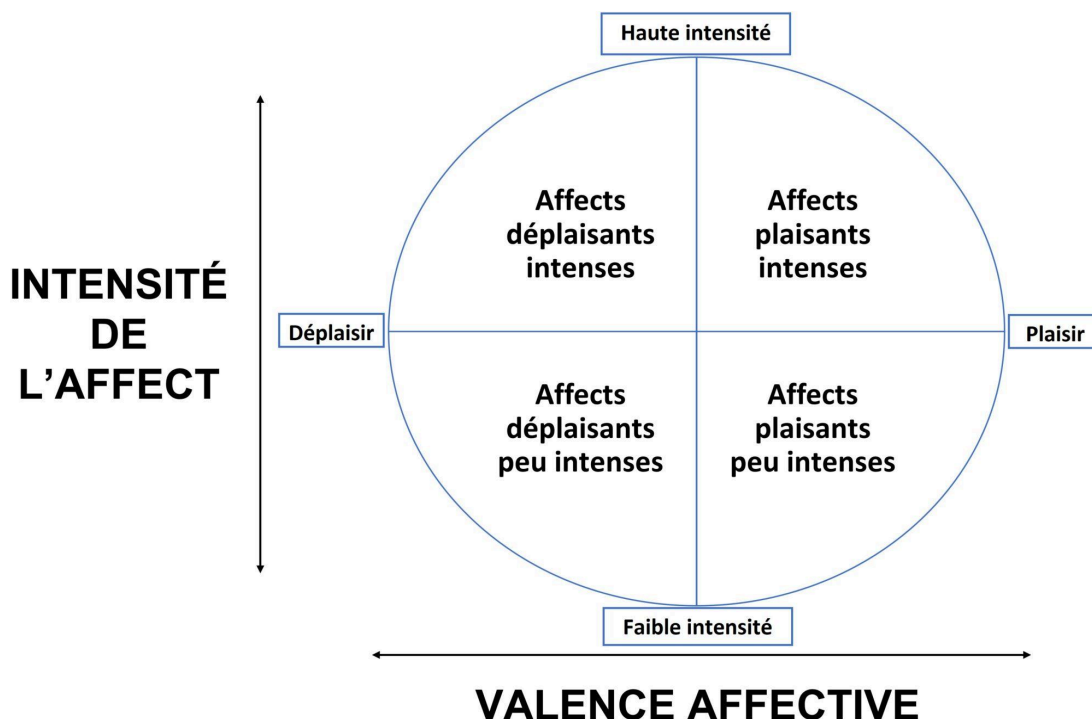 Haute intensité
Affects
déplaisants
intenses
Affects
plaisants
intenses
INTENSITÉ
DE
L’AFFECT
Déplaisir
Plaisir
Affects
déplaisants
peu intenses
Affects
plaisants
peu intenses
Faible intensité
VALENCE AFFECTIVE